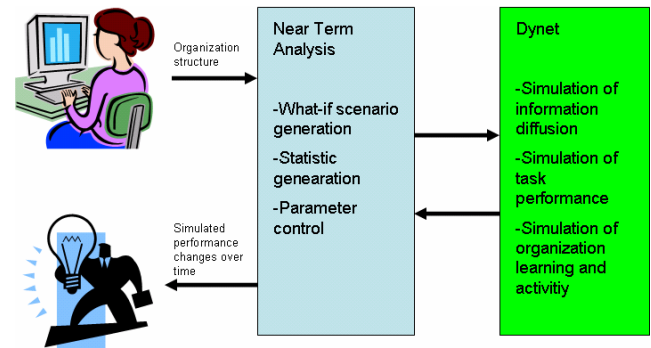 Organization
structure
Near Term
Analysis
-What-if scenario
generation
-Statistic
genearation
-Parameter
control
Dynet
-Simulation of
information
diffusion
-Simulation of
task
performance
-Simulation of
organization
learning and
activitiy
Simulated
performance
changes over
time